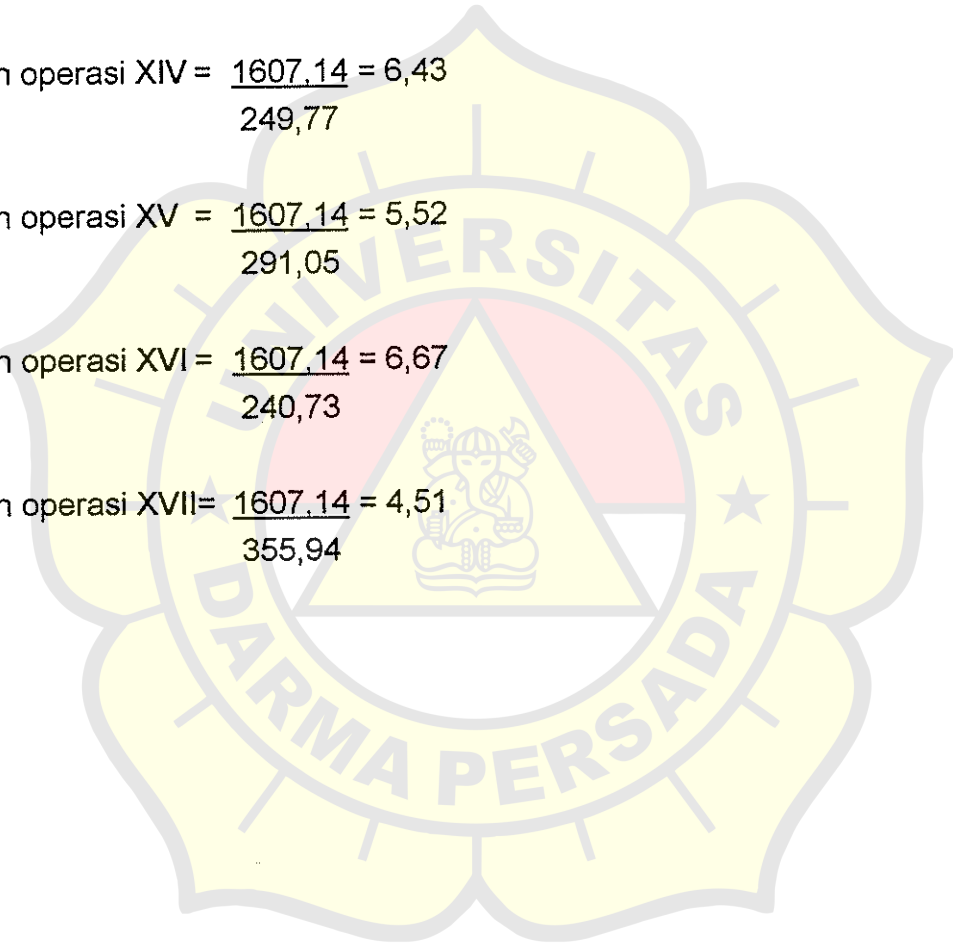 n operasi XIV = 1607,14 = 6,43
249,77
n operasi XV = 1607,14 = 5,52
291,05
n operasi XVI = 1607,14 = 6,67
240,73
n operasi XVII= 1607,14 = 4,51
355,94
UNIVERSITAS
DARMA PERSADA